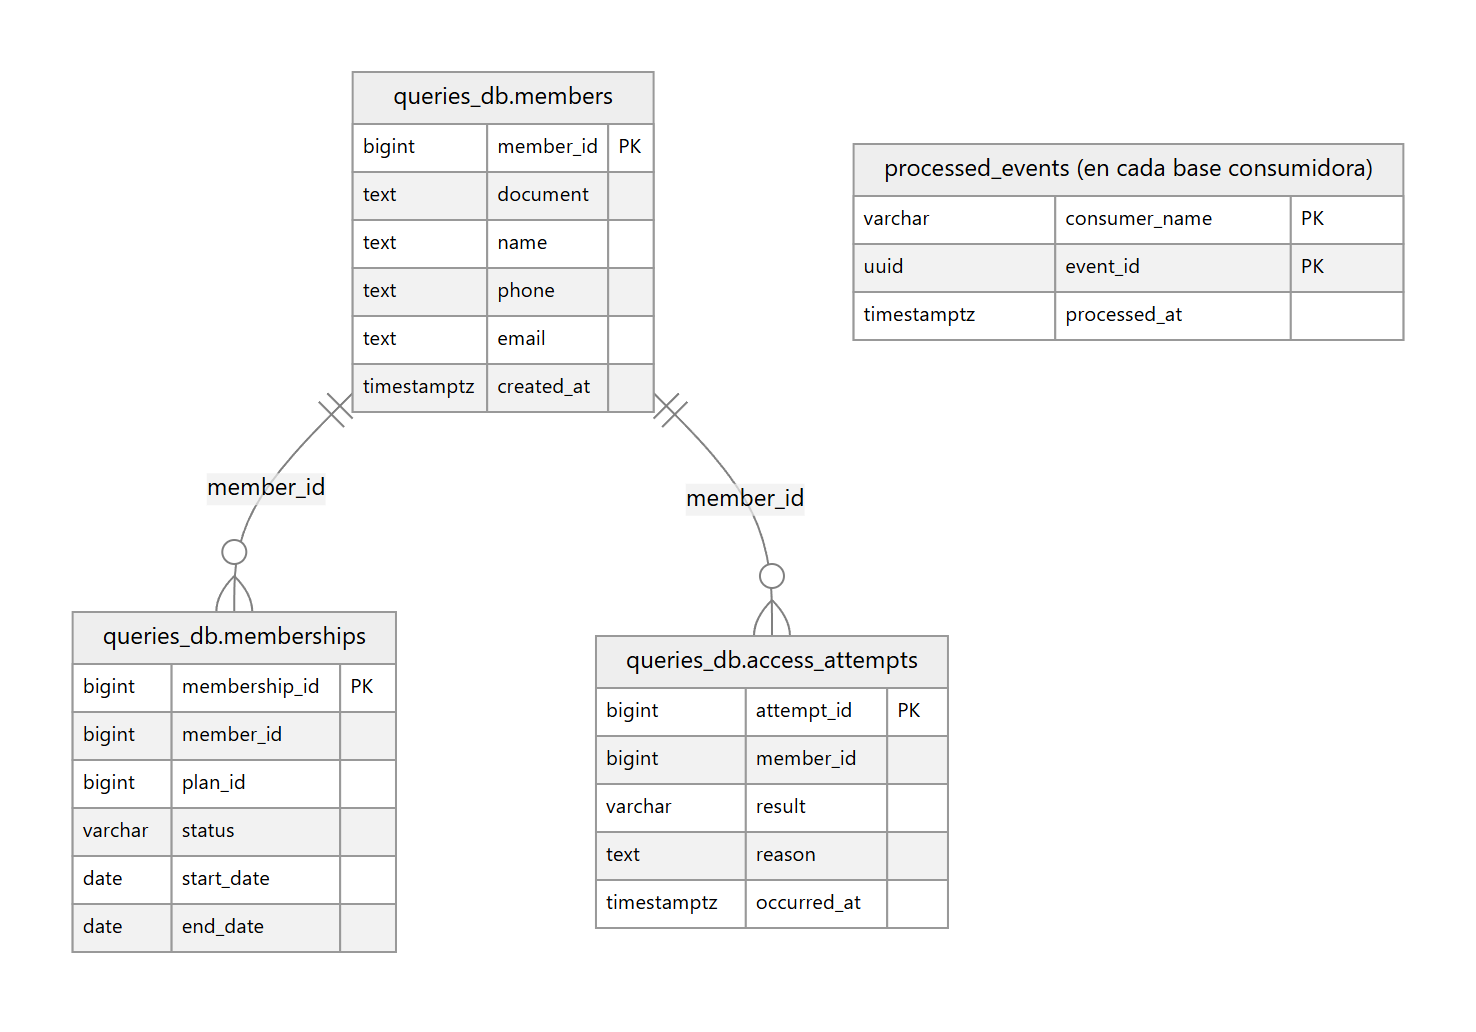 queries_db.members
bigint member_id PK
text document
text name
text phone
text email
timestamptz created_at
processed_events (en cada base consumidora)
varchar consumer_name PK
uuid event_id PK
timestamptz processed_at
member_id
member_id
queries_db.memberships
bigint membership_id PK
bigint member_id
bigint plan_id
varchar status
date start_date
date end_date
queries_db.access_attempts
bigint attempt_id PK
bigint member_id
varchar result
text reason
timestamptz occurred_at